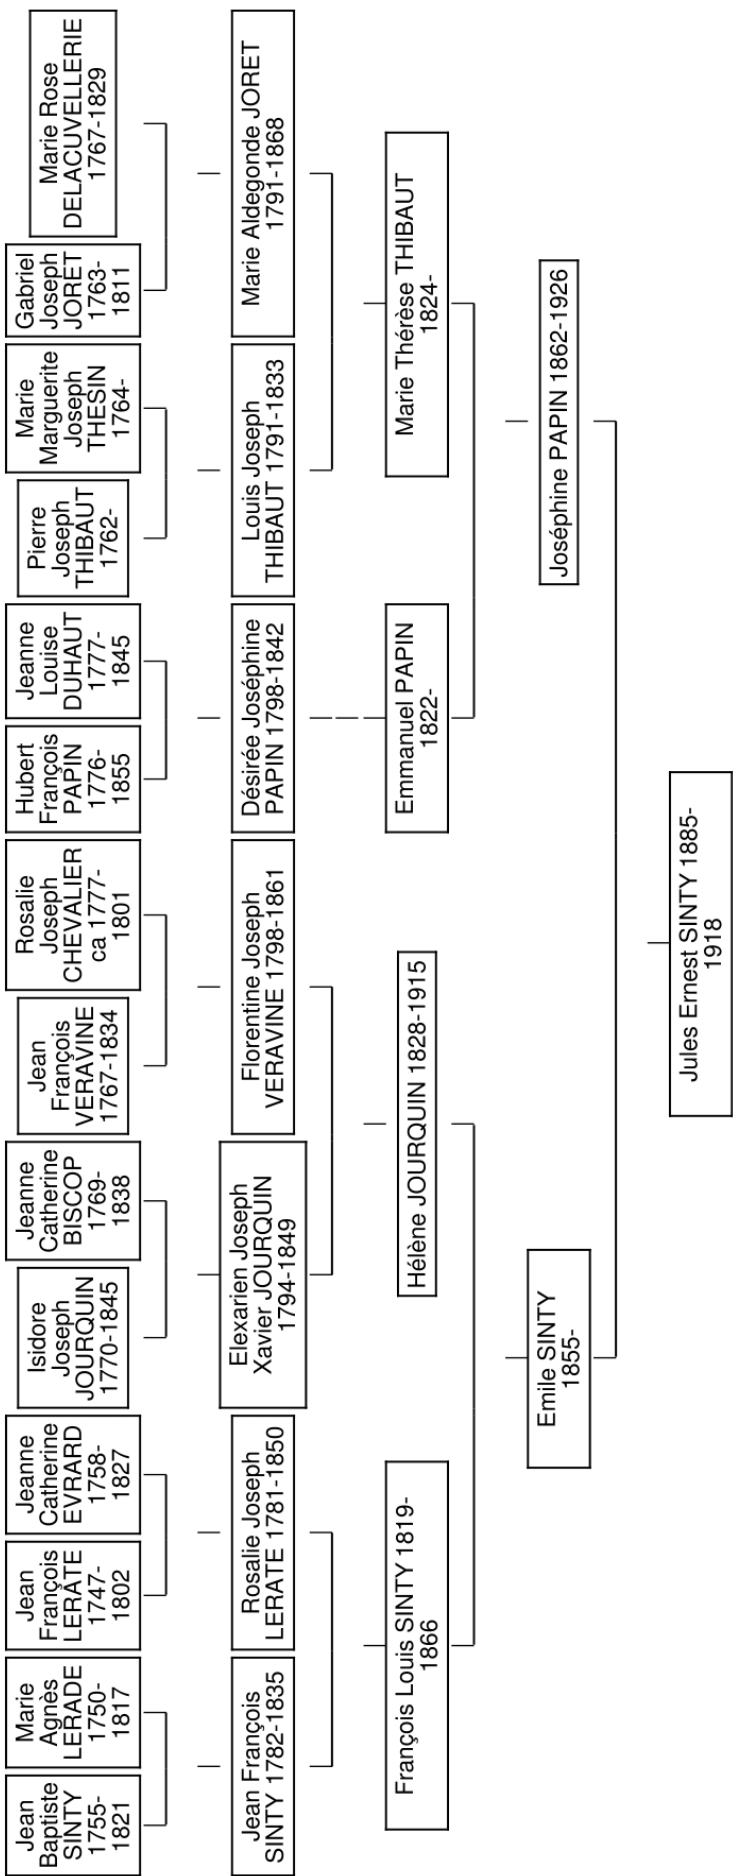 Jean
Baptiste
SINTY
1755-
1821
Marie
Agnès
LERADE
1750-
1817
Jean
François
LERATE
1747-
1802
Jeanne
Catherine
EVRARD
1758-
1827
Isidore
Joseph
JOURQUIN
1770-1845
Jeanne
Catherine
BISCOP
1769-
1838
Jean
François
VERAVINE
1767-1834
Rosalie
Joseph
CHEVALIER
ca 1777-
1801
Hubert
François
PAPIN
1776-
1855
Jeanne
Louise
DUHAUT
1777-
1845
Pierre
Joseph
THIBAUT
1762-
Marie
Marguerite
Joseph
THESIN
1764-
Gabriel
Joseph
JORET
1763-
1811
Marie Rose
DELACUVELLERIE
1767-1829
Jean François
SINTY 1782-1835
Rosalie Joseph
LERATE 1781-1850
Elexarien Joseph
Xavier JOURQUIN
1794-1849
Florentine Joseph
VERAVINE 1798-1861
Désirée Joséphine
PAPIN 1798-1842
Louis Joseph
THIBAUT 1791-1833
Marie Aldegonde JORET
1791-1868
François Louis SINTY 1819-
1866
Hélène JOURQUIN 1828-1915
Emmanuel PAPIN
1822-
Marie Thérèse THIBAUT
1824-
Emile SINTY
1855-
Joséphine PAPIN 1862-1926
Jules Ernest SINTY 1885-
1918